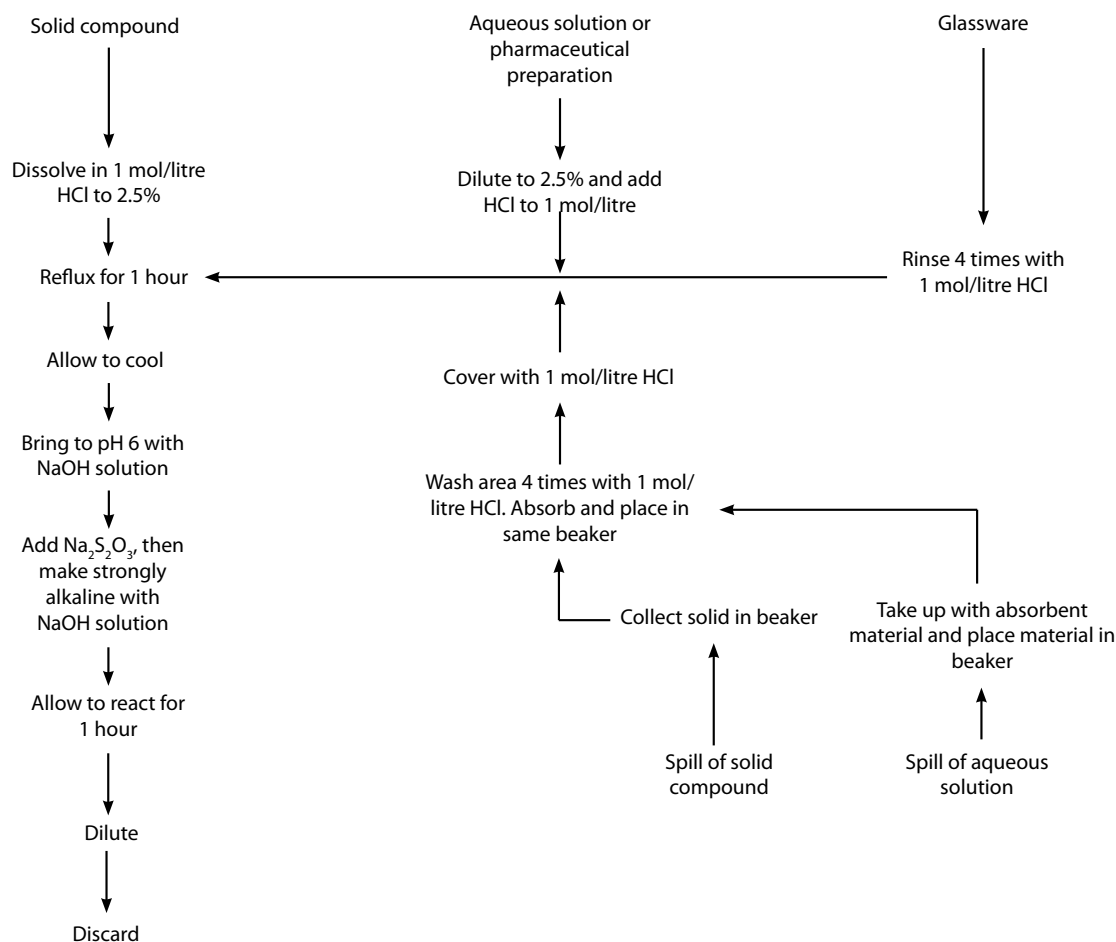 Solid compound
Dissolve in 1 mol/litre
HCl to 2.5%
Reflux for 1 hour
Allow to cool
Bring to pH 6 with
NaOH solution
Add Na₂S₂O₃, then
make strongly
alkaline with
NaOH solution
Allow to react for
1 hour
Dilute
Discard
Aqueous solution or
pharmaceutical
preparation
Dilute to 2.5% and add
HCl to 1 mol/litre
Cover with 1 mol/litre HCl
Wash area 4 times with 1 mol/
litre HCl. Absorb and place in
same beaker
Collect solid in beaker
Spill of solid
compound
Glassware
Rinse 4 times with
1 mol/litre HCl
Take up with absorbent
material and place material in
beaker
Spill of aqueous
solution